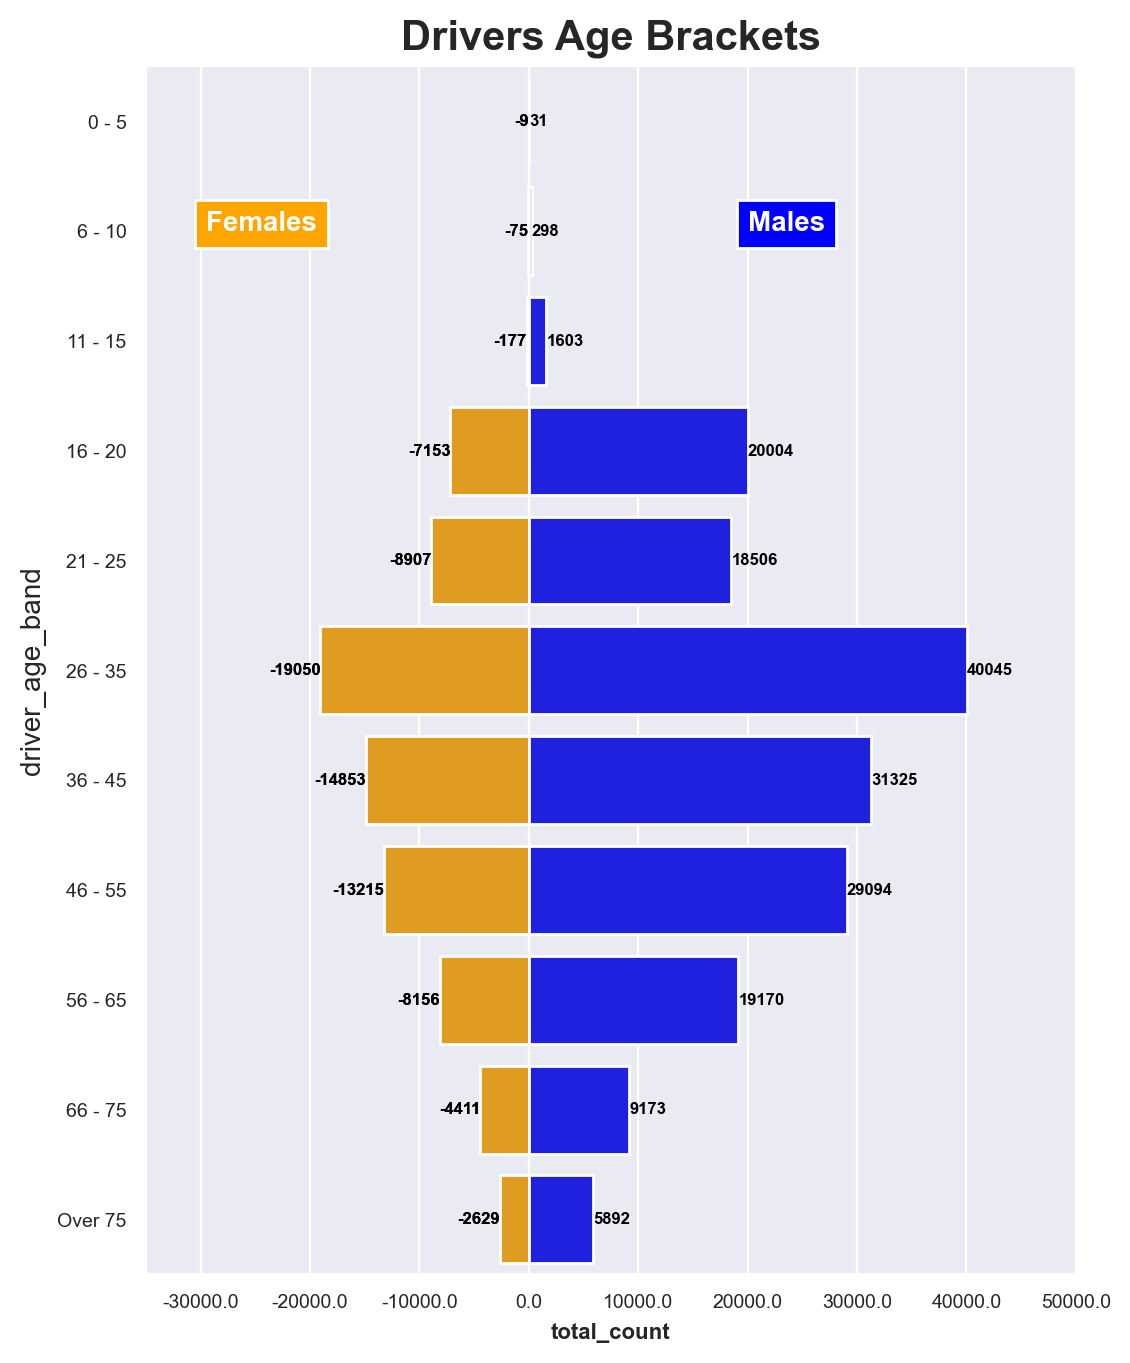 Drivers Age Brackets
0 - 5
-9 31
Females
Males
6 - 10
-75 298
11 - 15
-177 1603
16 - 20
-7153 20004
21 - 25
-8907 18506
driver_age_band
26 - 35
-19050 40045
36 - 45
-14853 31325
46 - 55
-13215 29094
56 - 65
-8156 19170
66 - 75
-4411 9173
Over 75
-2629 5892
-30000.0 -20000.0 -10000.0 0.0 10000.0 20000.0 30000.0 40000.0 50000.0
total_count